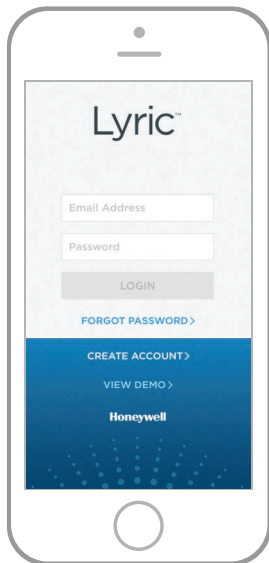 Lyric™
Email Address
Password
LOGIN
FORGOT PASSWORD >
CREATE ACCOUNT >
VIEW DEMO >
Honeywell